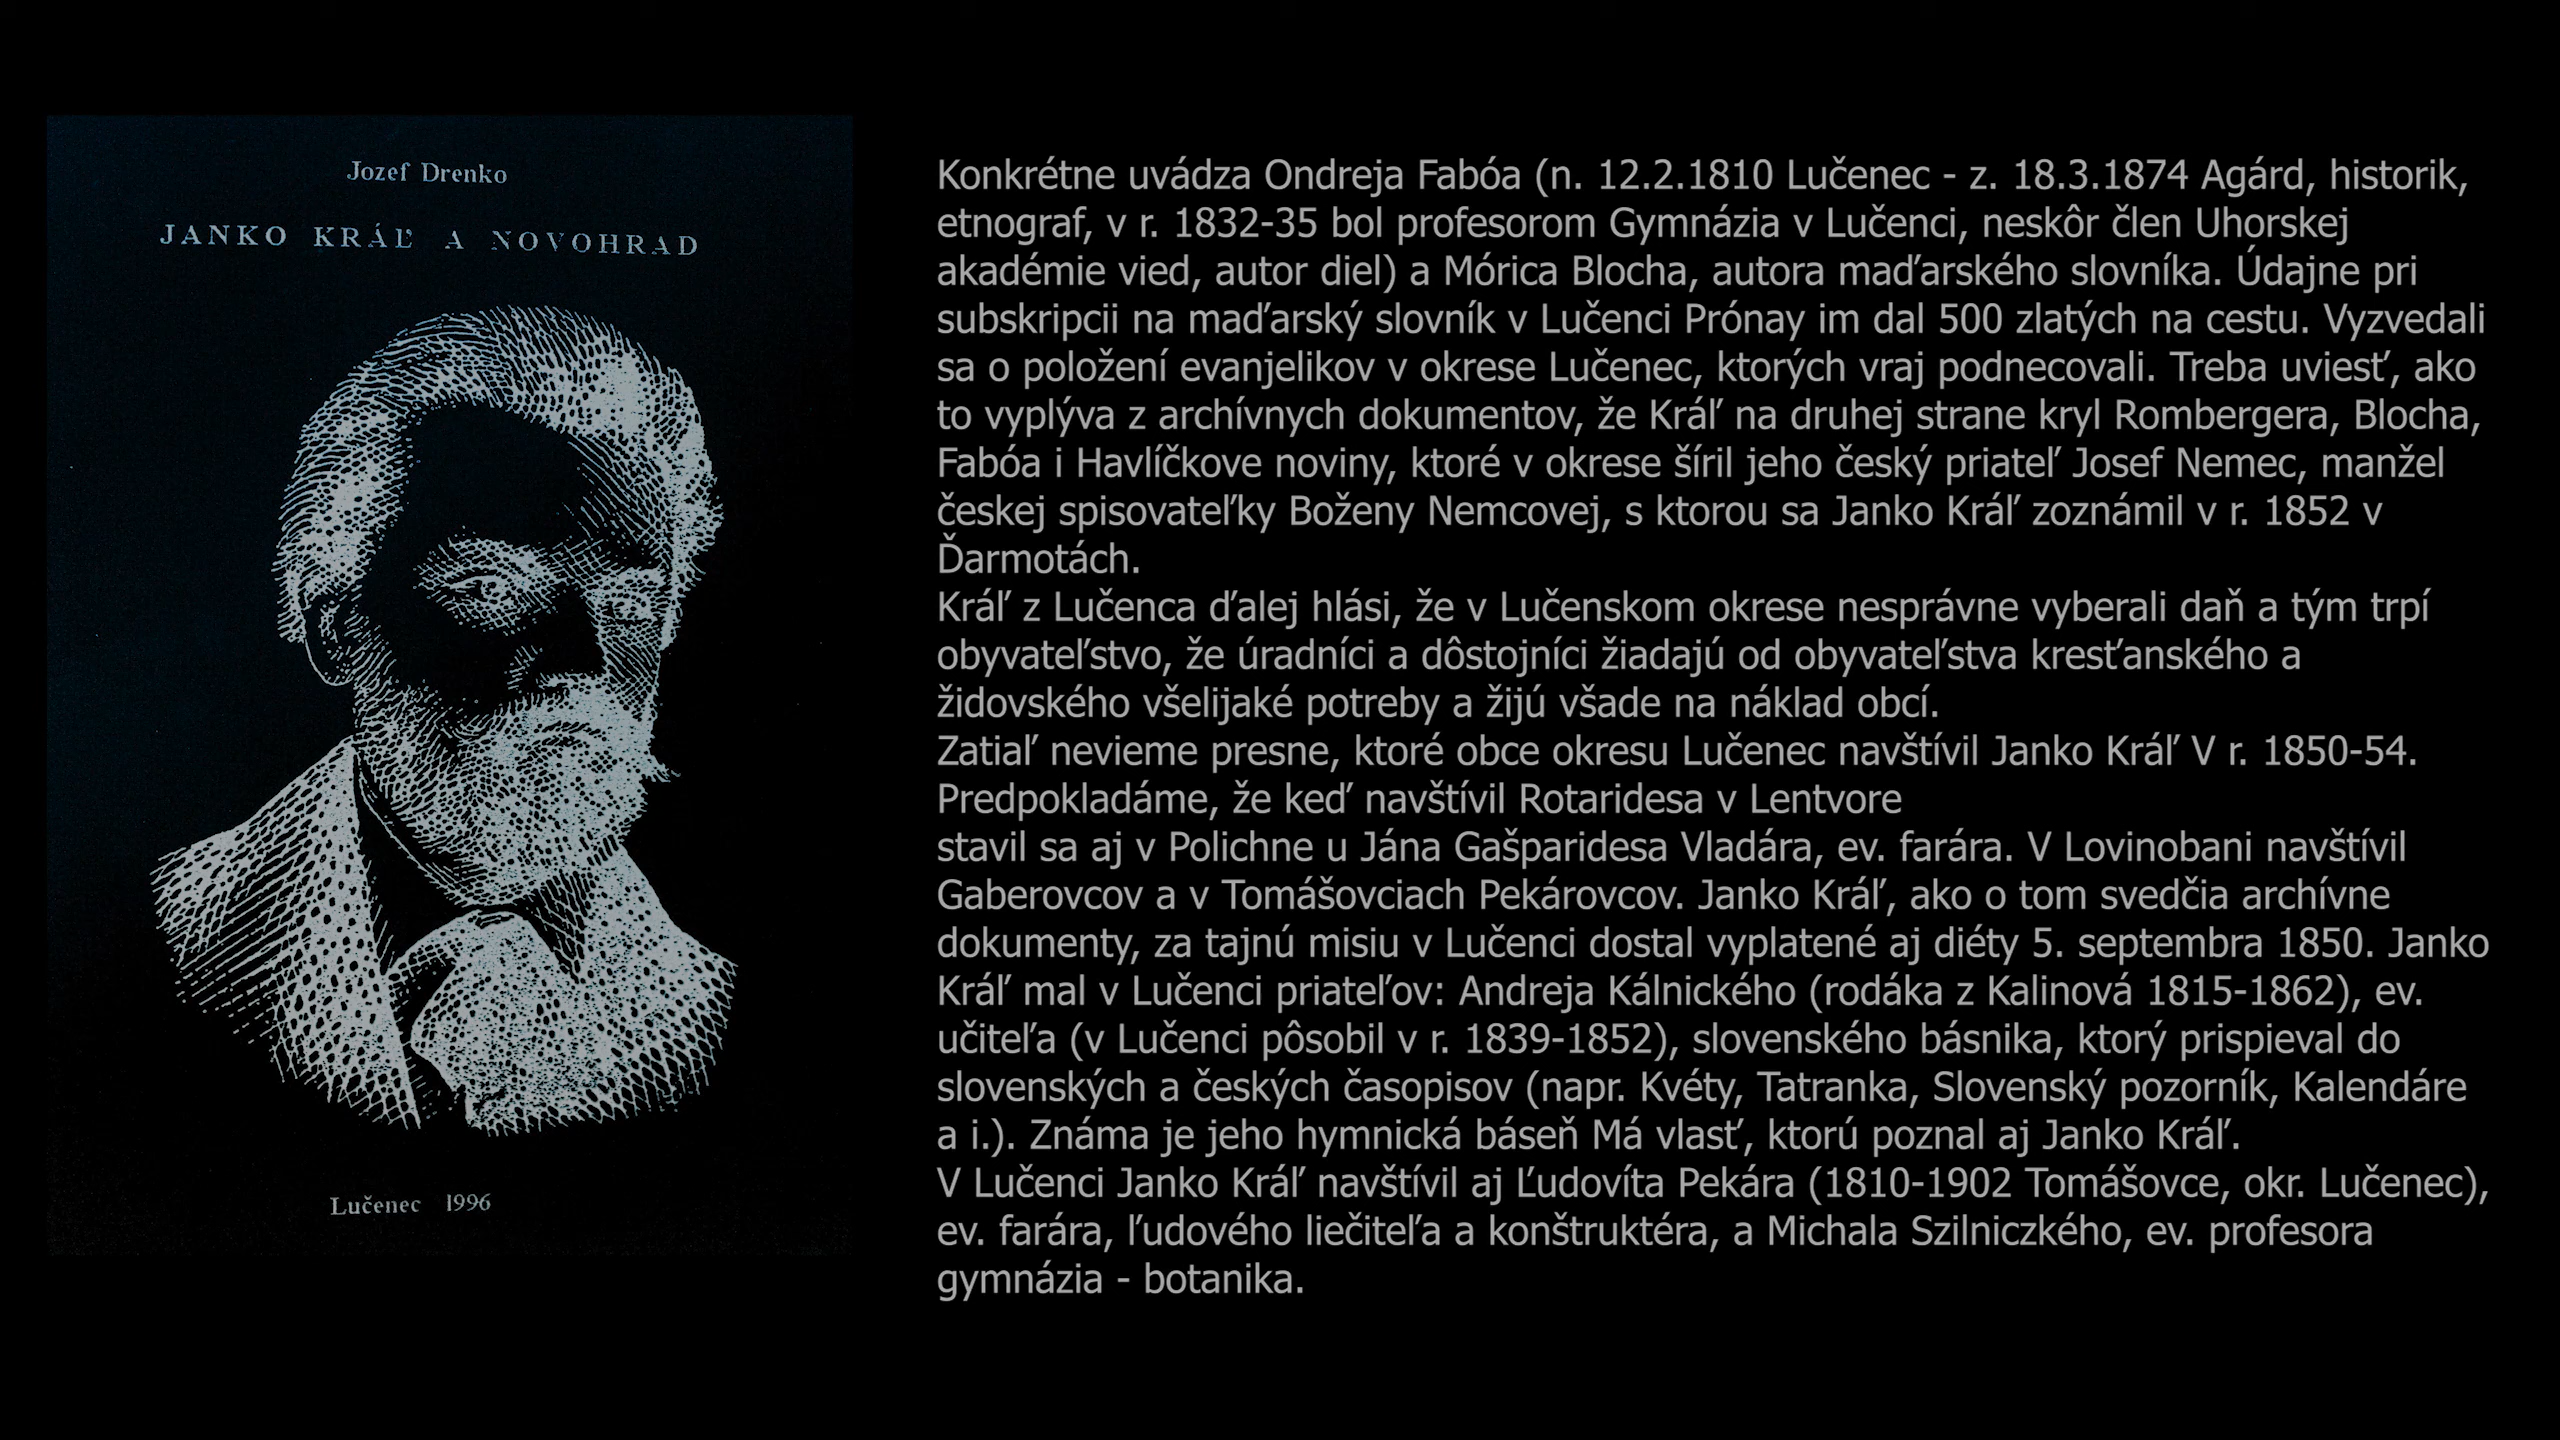 Jozef Drenko
JANKO KRÁĽ A NOVOHRAD
Lučenec 1996
Konkrétne uvádza Ondreja Fabóa (n. 12.2.1810 Lučenec - z. 18.3.1874 Agárd, historik,
etnograf, v r. 1832-35 bol profesorom Gymnázia v Lučenci, neskôr člen Uhorskej
akadémie vied, autor diel) a Mórica Blocha, autora maďarského slovníka. Údajne pri
subskripcii na maďarský slovník v Lučenci Prónay im dal 500 zlatých na cestu. Vyzvedali
sa o položení evanjelikov v okrese Lučenec, ktorých vraj podnecovali. Treba uviesť, ako
to vyplýva z archívnych dokumentov, že Kráľ na druhej strane kryl Rombergera, Blocha,
Fabóa i Havlíčkove noviny, ktoré v okrese šíril jeho český priateľ Josef Nemec, manžel
českej spisovateľky Boženy Nemcovej, s ktorou sa Janko Kráľ zoznámil v r. 1852 v
Ďarmotách.
Kráľ z Lučenca ďalej hlási, že v Lučenskom okrese nesprávne vyberali daň a tým trpí
obyvateľstvo, že úradníci a dôstojníci žiadajú od obyvateľstva kresťanského a
židovského všelijaké potreby a žijú všade na náklad obcí.
Zatiaľ nevieme presne, ktoré obce okresu Lučenec navštívil Janko Kráľ V r. 1850-54.
Predpokladáme, že keď navštívil Rotaridesa v Lentvore
stavil sa aj v Polichne u Jána Gašparidesa Vladára, ev. farára. V Lovinobani navštívil
Gaberovcov a v Tomášovciach Pekárovcov. Janko Kráľ, ako o tom svedčia archívne
dokumenty, za tajnú misiu v Lučenci dostal vyplatené aj diéty 5. septembra 1850. Janko
Kráľ mal v Lučenci priateľov: Andreja Kálnického (rodáka z Kalinová 1815-1862), ev.
učiteľa (v Lučenci pôsobil v r. 1839-1852), slovenského básnika, ktorý prispieval do
slovenských a českých časopisov (napr. Kvéty, Tatranka, Slovenský pozorník, Kalendáre
a i.). Známa je jeho hymnická báseň Má vlasť, ktorú poznal aj Janko Kráľ.
V Lučenci Janko Kráľ navštívil aj Ľudovíta Pekára (1810-1902 Tomášovce, okr. Lučenec),
ev. farára, ľudového liečiteľa a konštruktéra, a Michala Szilniczkého, ev. profesora
gymnázia - botanika.